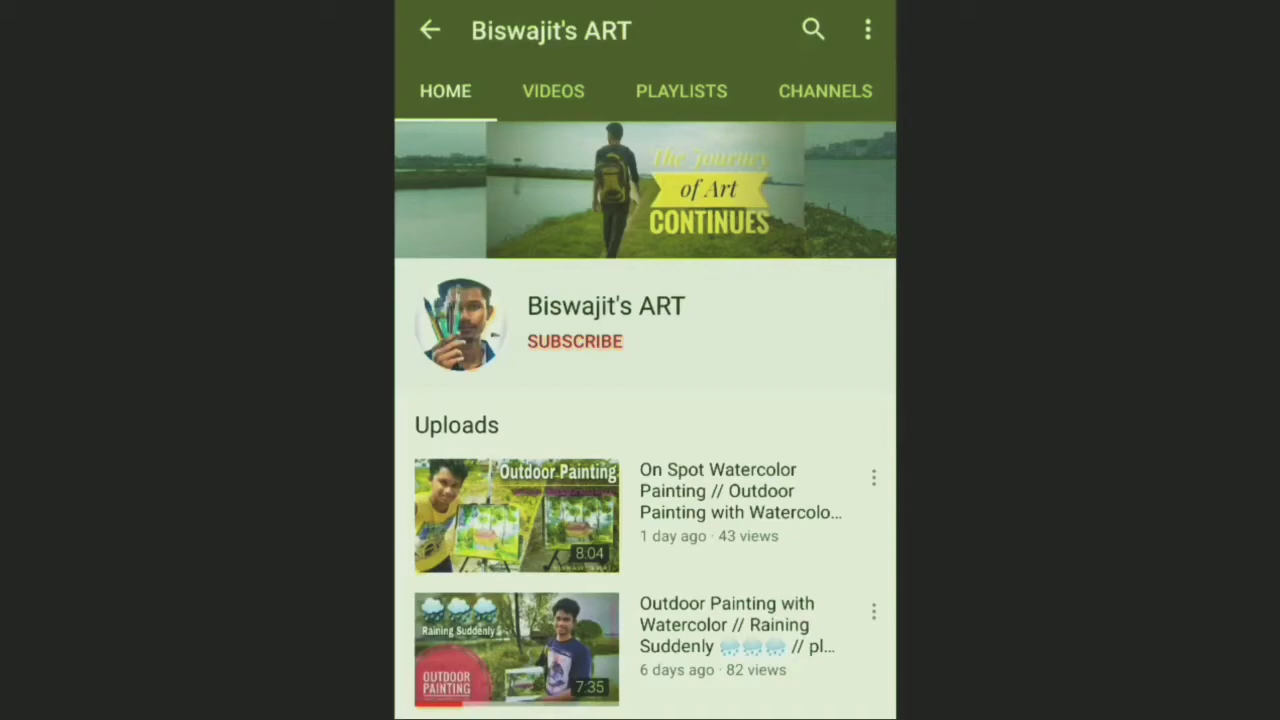 Biswajit's ART
HOME VIDEOS PLAYLISTS CHANNELS
The Journey
of Art
CONTINUES
Biswajit's ART
SUBSCRIBE
Uploads
Outdoor Painting
8:04
On Spot Watercolor
Painting // Outdoor
Painting with Watercolo...
1 day ago · 43 views
Raining Suddenly
OUTDOOR
PAINTING
7:35
Outdoor Painting with
Watercolor // Raining
Suddenly 🌧️🌧️🌧️ // pl...
6 days ago · 82 views